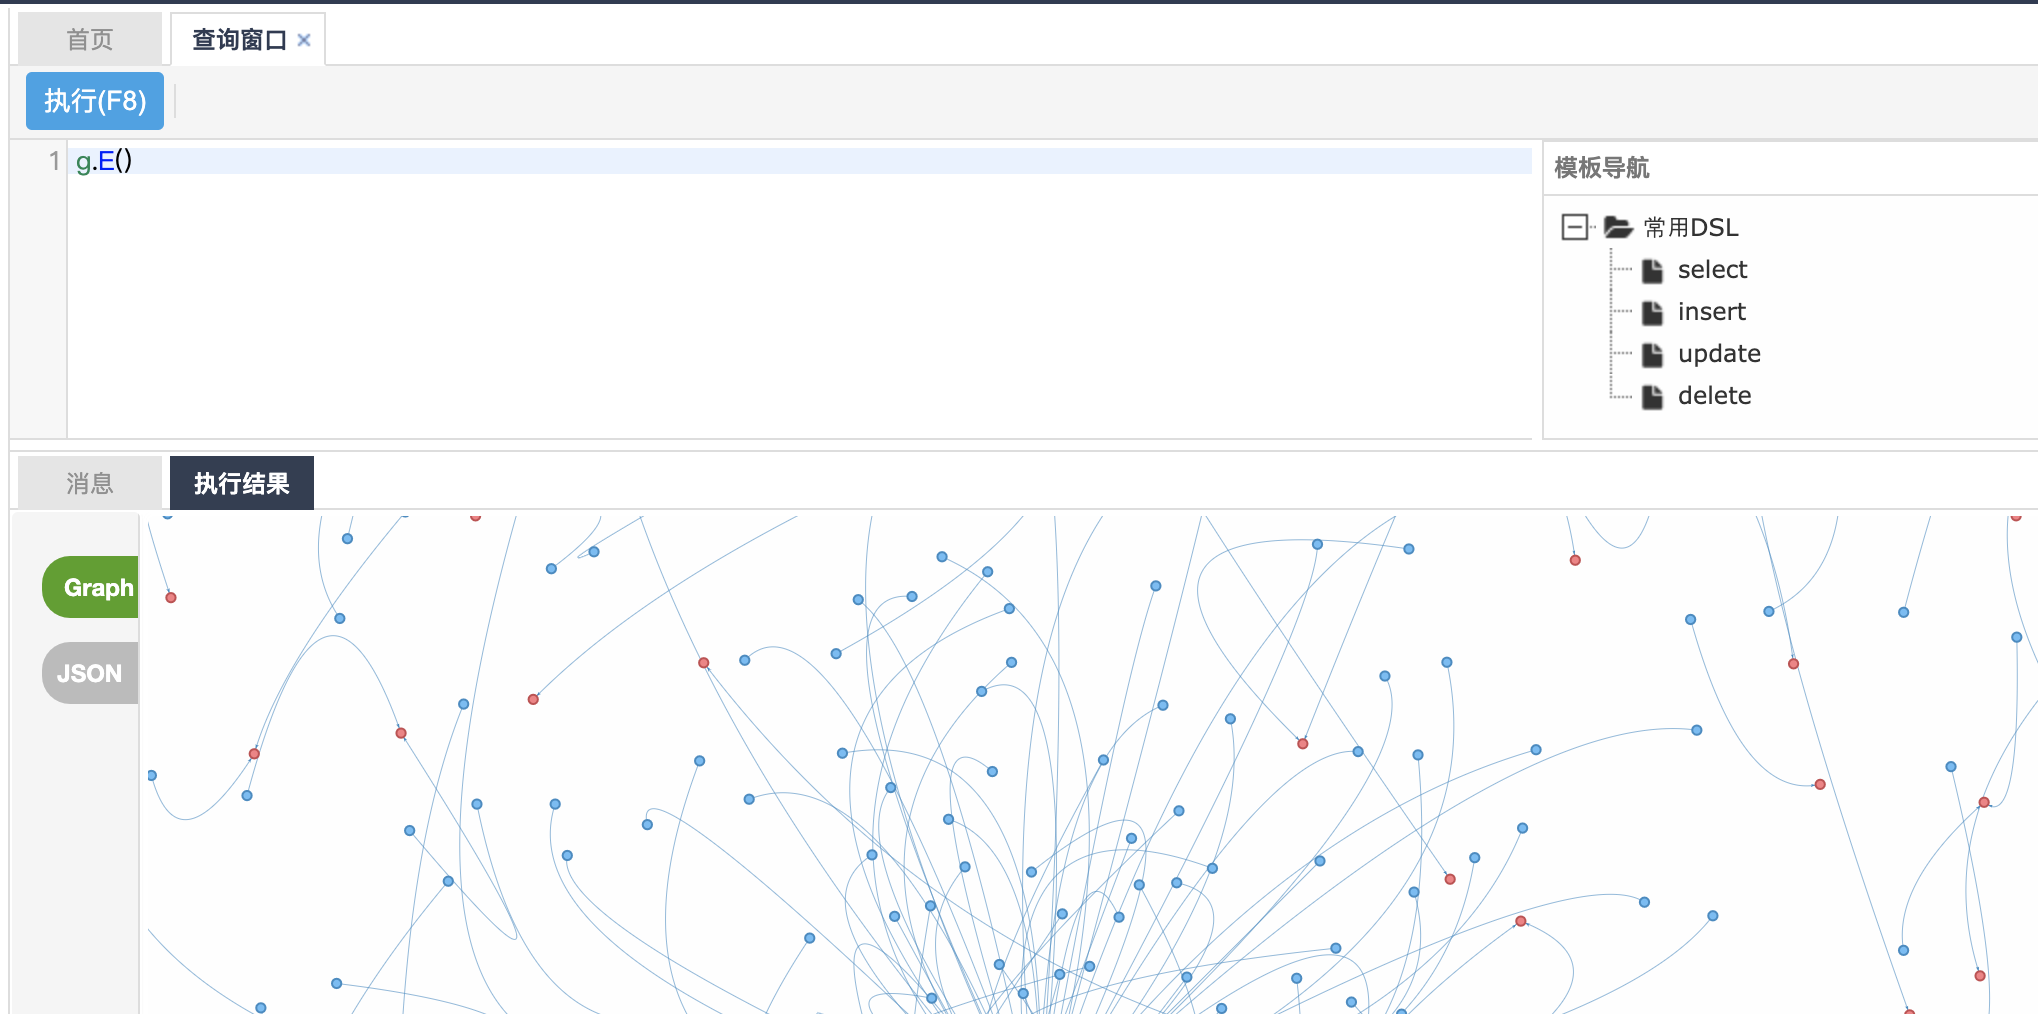 首页
查询窗口 ×
执行(F8)
1 g.E()
模板导航
常用DSL
select
insert
update
delete
消息
执行结果
Graph
JSON